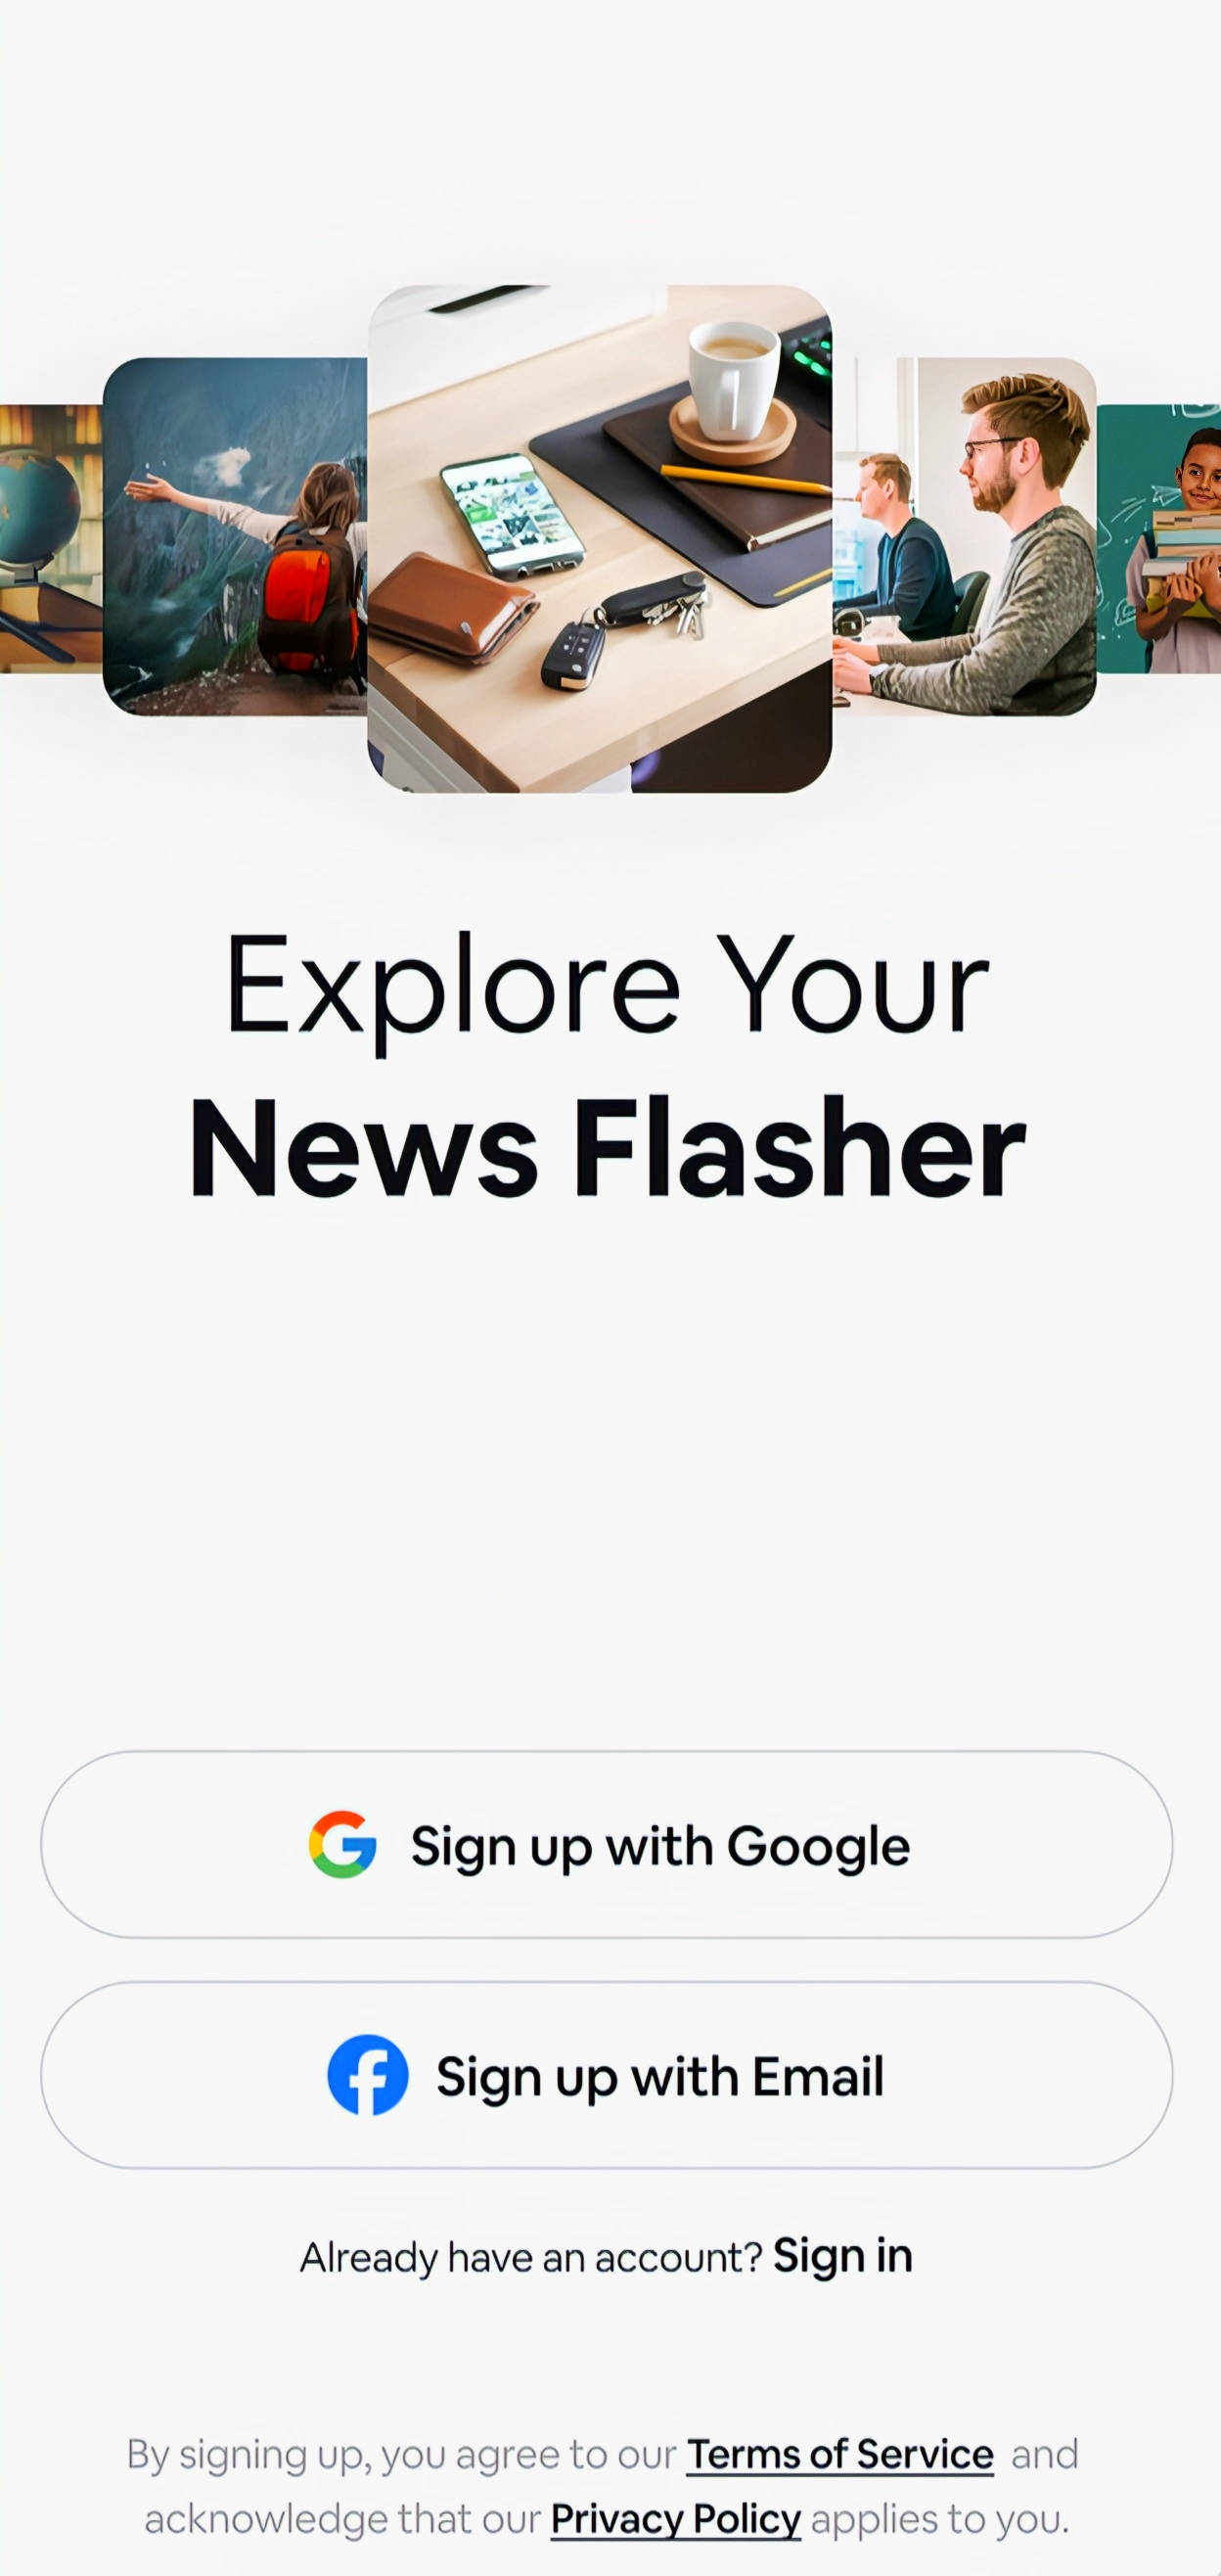 Explore Your
News Flasher
Sign up with Google
Sign up with Email
Already have an account? Sign in
By signing up, you agree to our Terms of Service and
acknowledge that our Privacy Policy applies to you.